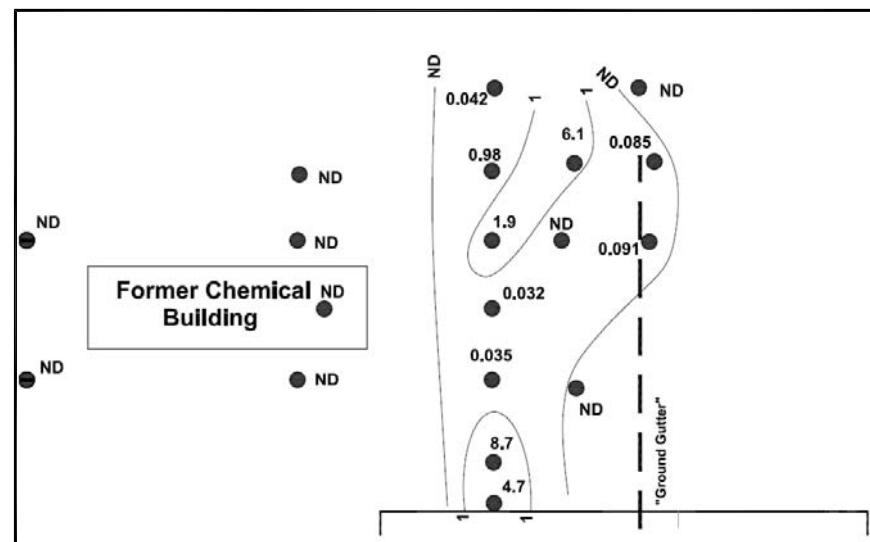 ND
0.042
1
1
ND
ND
6.1
0.085
0.98
ND
ND
1.9
ND
ND
0.091
Former Chemical
ND
Building
0.032
ND
ND
0.035
ND
"Ground Gutter"
8.7
4.7
1
1